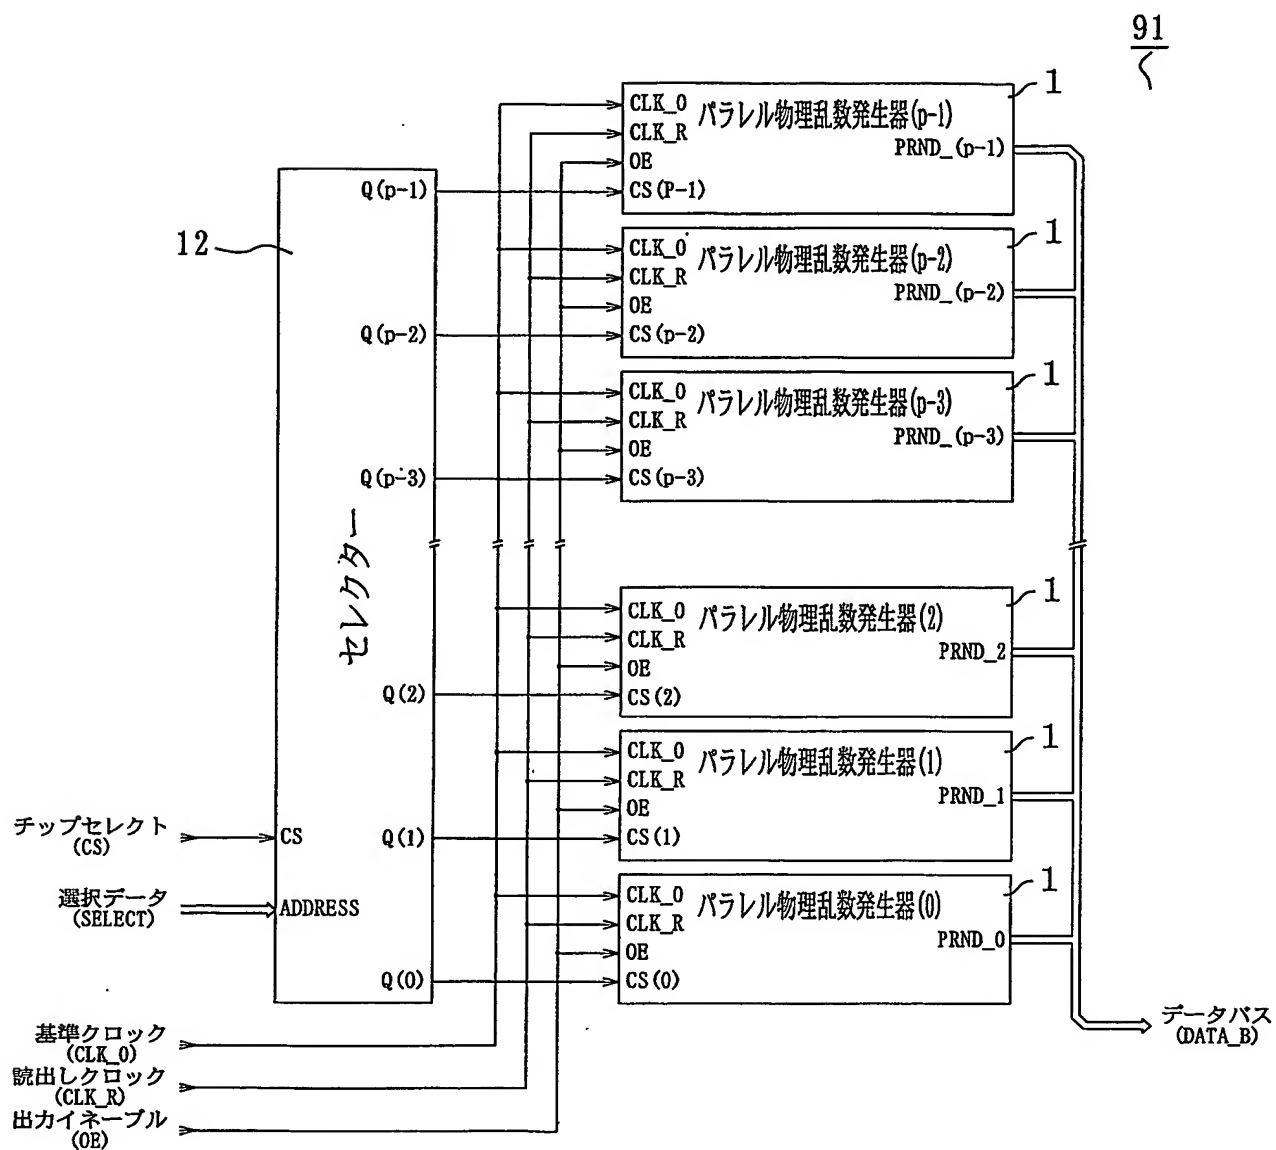 91
1
CLK_O
パラレル物理乱数発生器(p-1)
CLK_R
PRND_(p-1)
OE
Q(p-1)
CS(P-1)
12
1
CLK_O
パラレル物理乱数発生器(p-2)
CLK_R
PRND_(p-2)
OE
Q(p-2)
CS(p-2)
1
CLK_O
パラレル物理乱数発生器(p-3)
CLK_R
PRND_(p-3)
OE
Q(p-3)
CS(p-3)
セレクター
1
CLK_O
パラレル物理乱数発生器(2)
CLK_R
PRND_2
OE
Q(2)
CS(2)
1
CLK_O
パラレル物理乱数発生器(1)
CLK_R
PRND_1
OE
チップセレクト
(CS)
CS
Q(1)
CS(1)
1
CLK_O
パラレル物理乱数発生器(0)
選択データ
(SELECT)
ADDRESS
CLK_R
PRND_0
OE
Q(0)
CS(0)
データバス
(DATA_B)
基準クロック
(CLK_O)
読出しクロック
(CLK_R)
出力イネーブル
(OE)